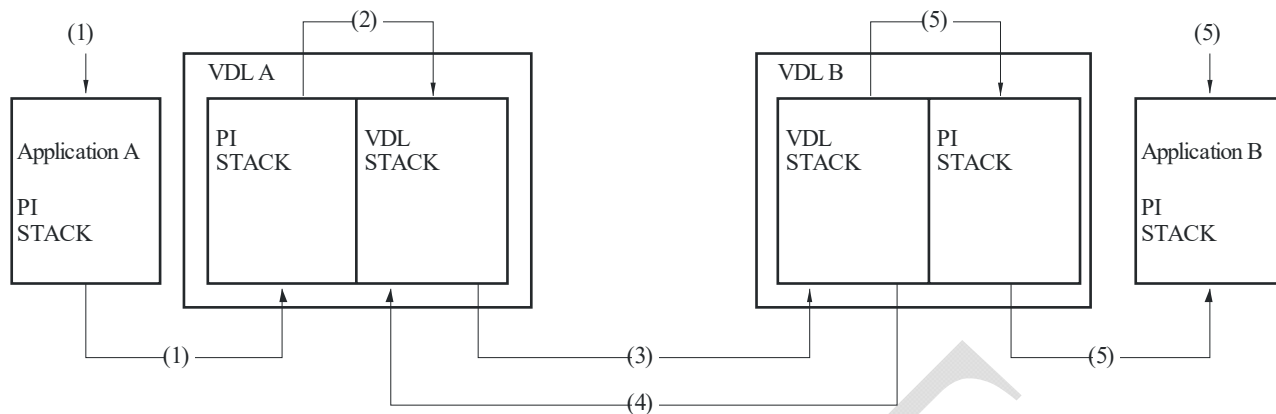 (1)
(2)
(5)
(5)
VDL A
VDL B
Application A
PI
STACK
PI
STACK
VDL
STACK
VDL
STACK
PI
STACK
Application B
PI
STACK
(1)
(3)
(5)
(4)